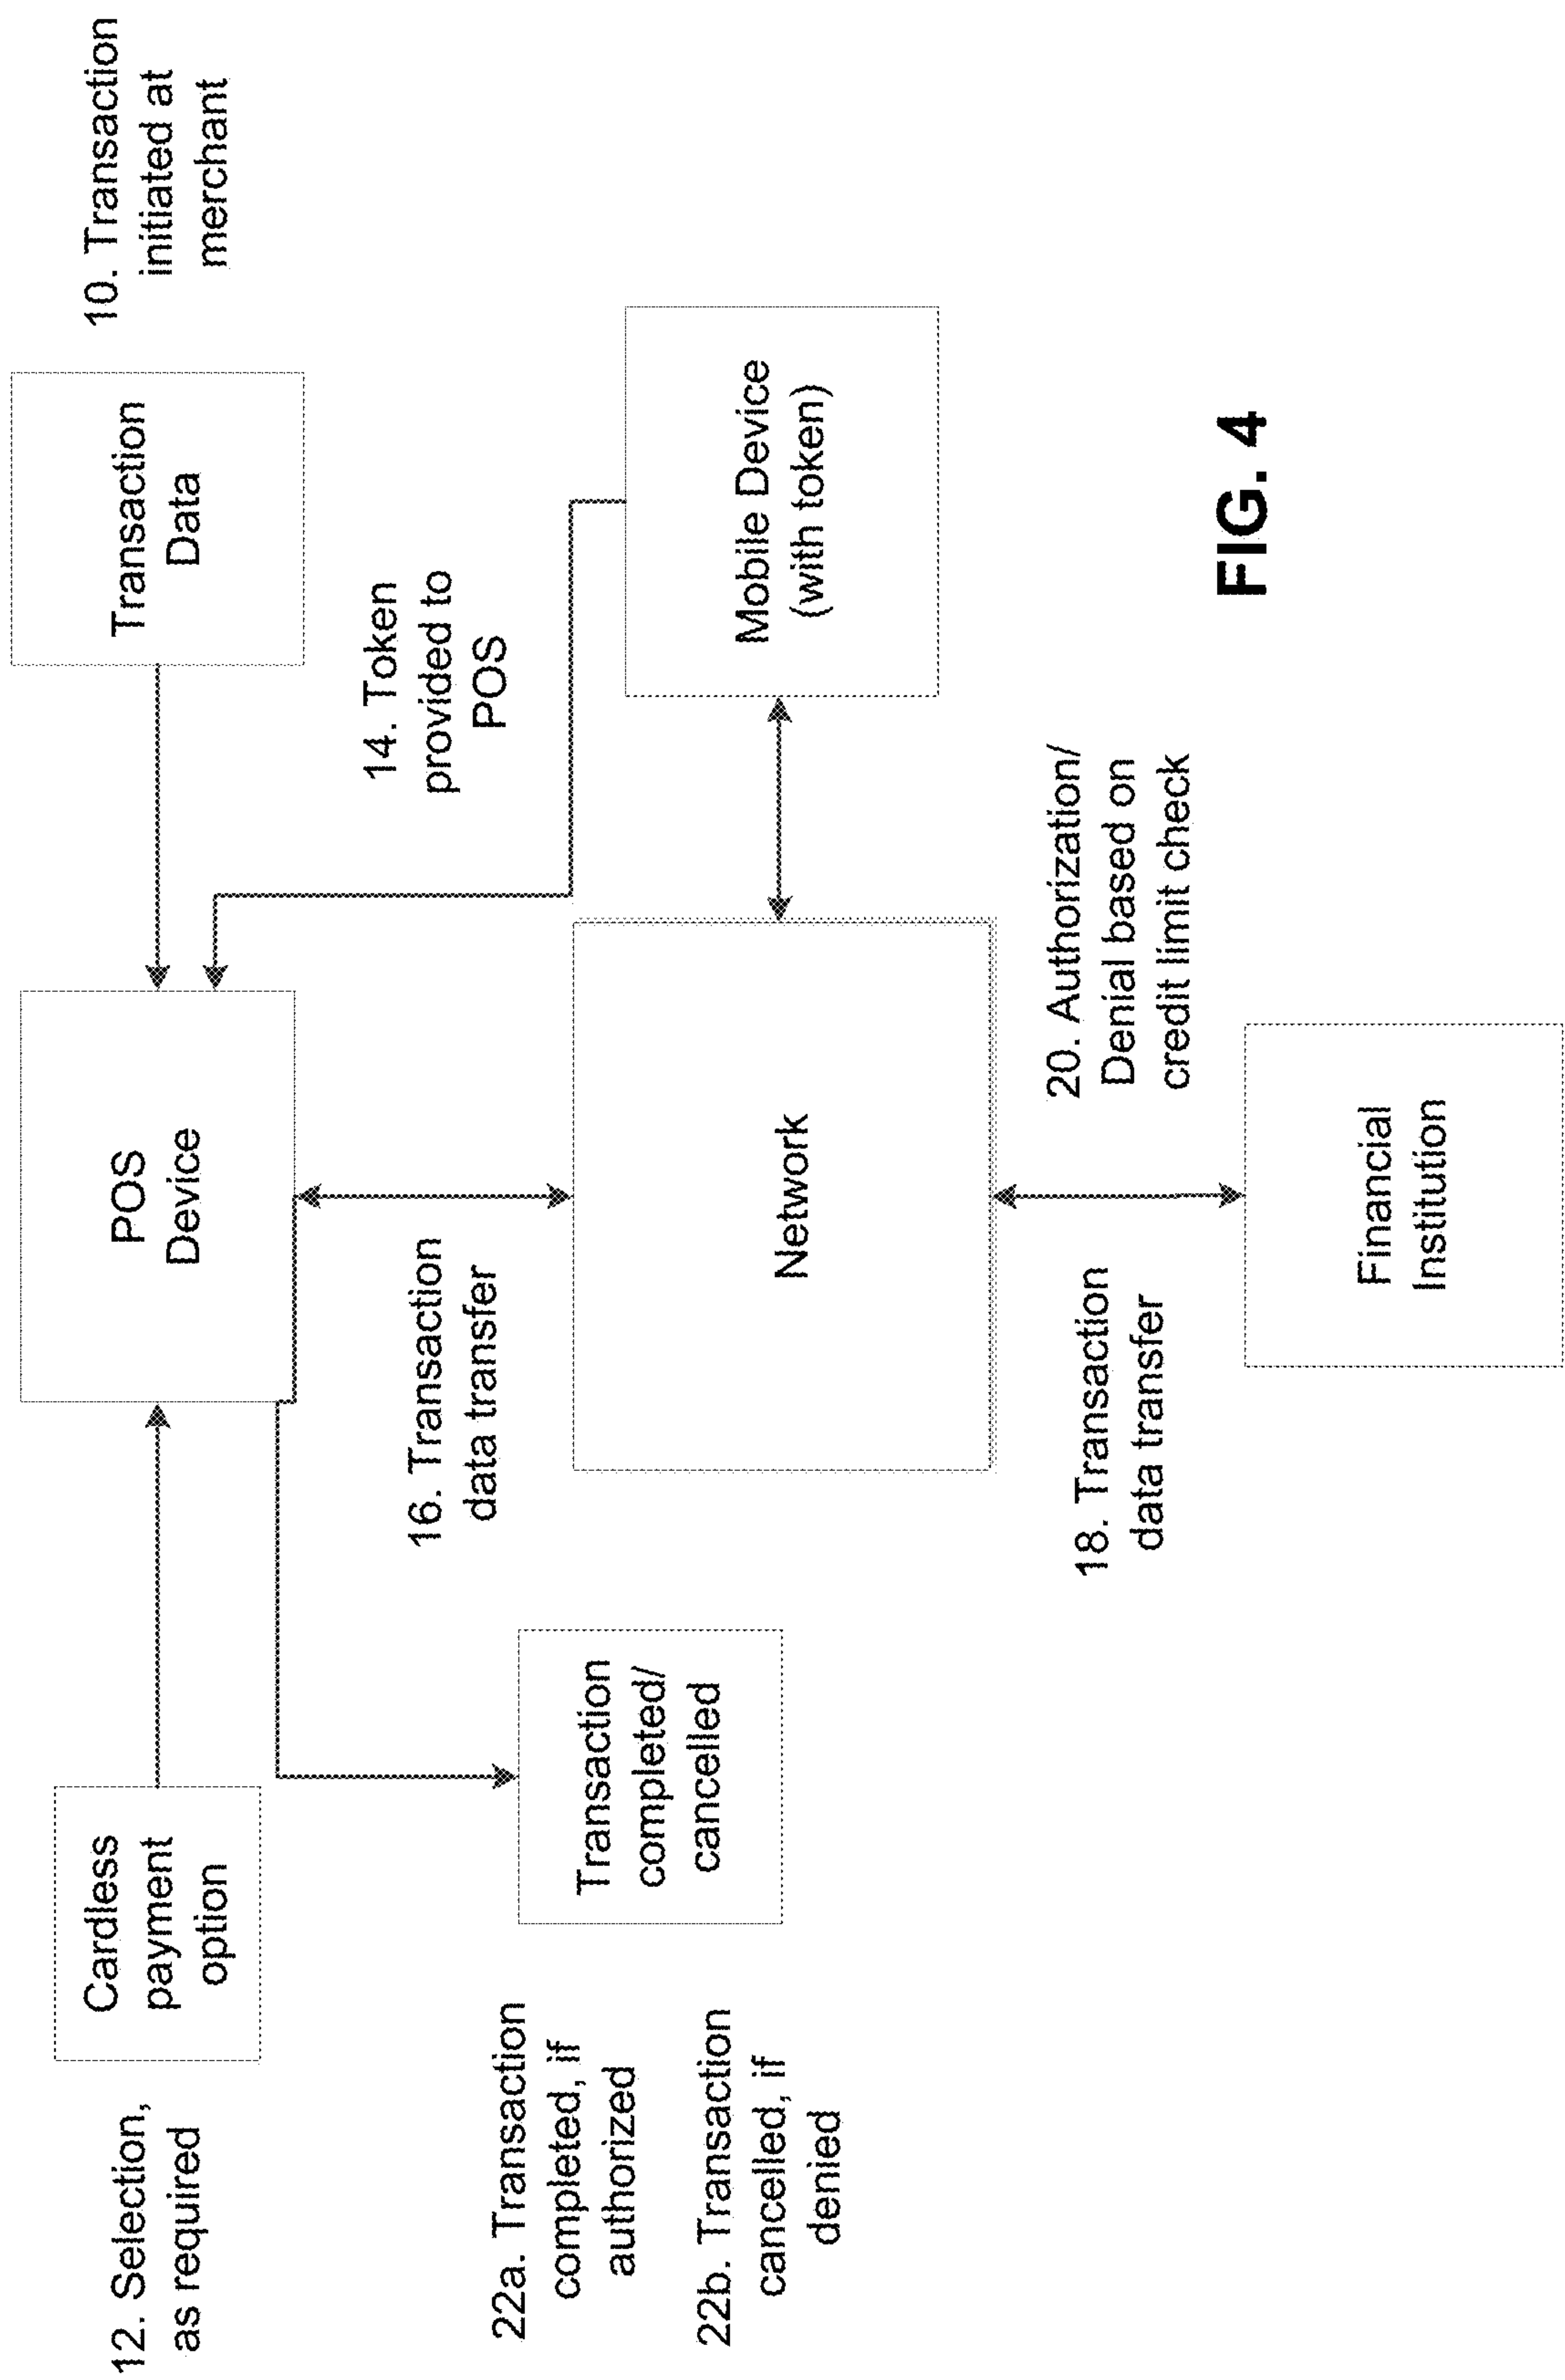 12. Selection,
as required
Cardless
payment
option
POS
Device
Transaction
Data
10. Transaction
initiated at
merchant
14. Token
provided to
POS
16. Transaction
data transfer
22a. Transaction
completed, if
authorized
22b. Transaction
cancelled, if
denied
Transaction
completed/
cancelled
Network
Mobile Device
(with token)
18. Transaction
data transfer
20. Authorization/
Denial based on
credit limit check
Financial
Institution
FIG. 4